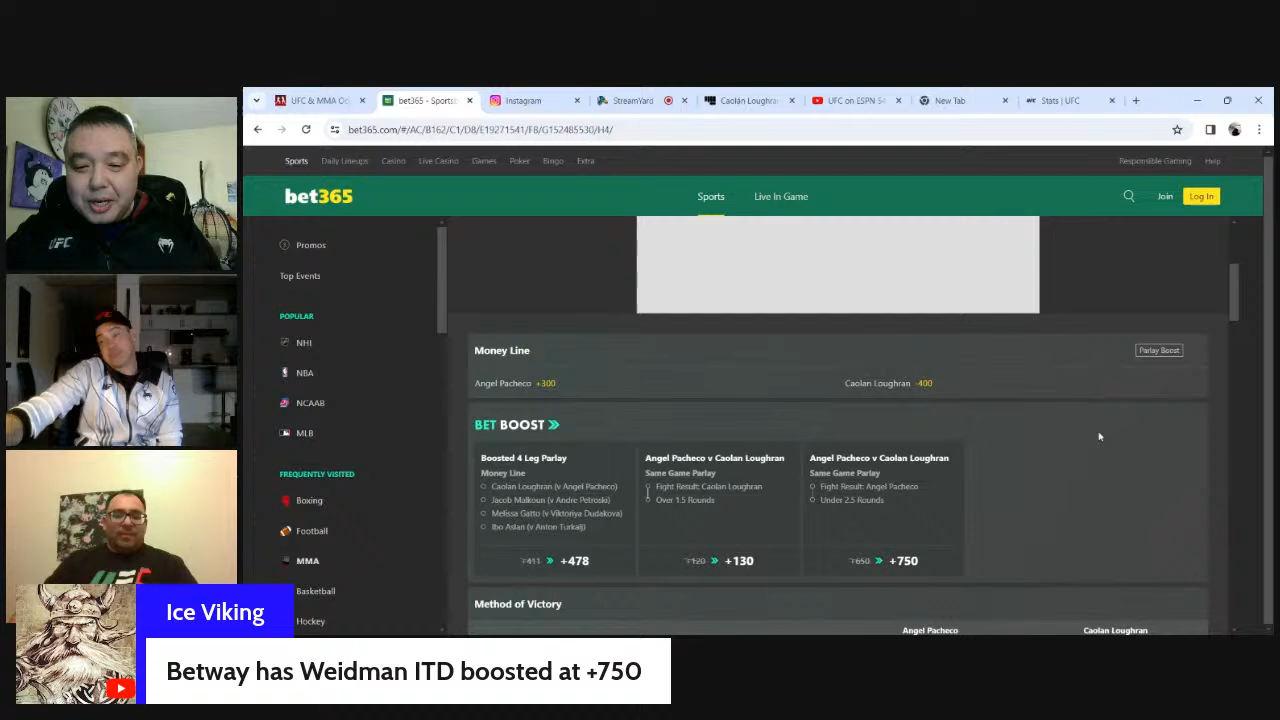 UFC & MMA Od
bet365 - Sportsb
Instagram
StreamYard
Caolán Loughran
UFC on ESPN 54
New Tab
Stats | UFC
bet365.com/#/AC/B162/C1/D8/E19271541/F8/G152485530/H4/
Sports Daily Lineups Casino Live Casino Games Poker Bingo Extra
Responsible Gaming Help
bet365
Sports Live In Game
Join Log In
Promos
Top Events
POPULAR
NHL
NBA
NCAAB
MLB
FREQUENTLY VISITED
Boxing
Football
MMA
Basketball
Hockey
Money Line
Parlay Boost
Angel Pacheco +300
Caolan Loughran -400
BET BOOST
Boosted 4 Leg Parlay
Money Line
Caolan Loughran (v Angel Pacheco)
Jacob Malkoun (v Andre Petroski)
Melissa Gatto (v Viktoriya Dudakova)
Ibo Aslan (v Anton Turkalj)
+411 +478
Angel Pacheco v Caolan Loughran
Same Game Parlay
Fight Result: Caolan Loughran
Over 1.5 Rounds
+120 +130
Angel Pacheco v Caolan Loughran
Same Game Parlay
Fight Result: Angel Pacheco
Under 2.5 Rounds
+650 +750
Method of Victory
Angel Pacheco
Caolan Loughran
UFC
Ice Viking
Betway has Weidman ITD boosted at +750